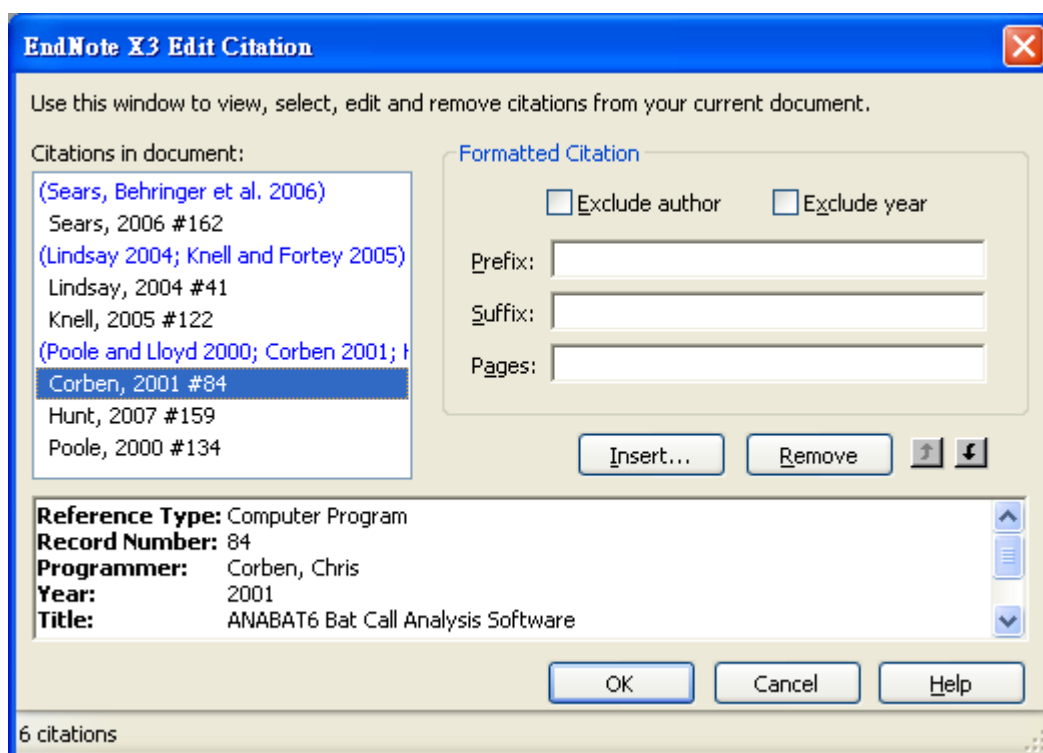 EndNote X3 Edit Citation
Use this window to view, select, edit and remove citations from your current document.
Citations in document:
(Sears, Behringer et al. 2006)
Sears, 2006 #162
(Lindsay 2004; Knell and Fortey 2005)
Lindsay, 2004 #41
Knell, 2005 #122
(Poole and Lloyd 2000; Corben 2001;
Corben, 2001 #84
Hunt, 2007 #159
Poole, 2000 #134
Formatted Citation
Exclude author Exclude year
Prefix:
Suffix:
Pages:
Insert... Remove
Reference Type: Computer Program
Record Number: 84
Programmer: Corben, Chris
Year: 2001
Title: ANABAT6 Bat Call Analysis Software
OK Cancel Help
6 citations